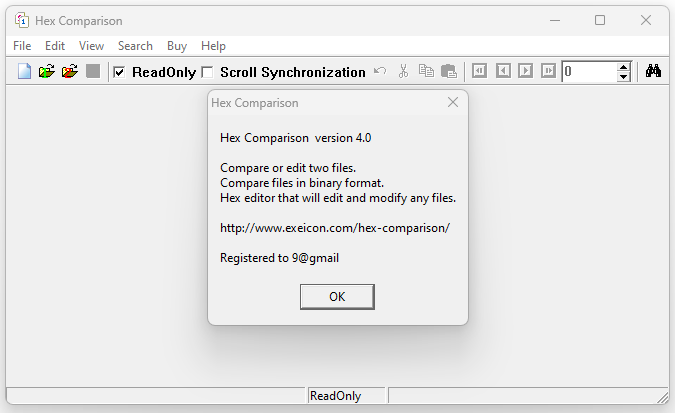 Hex Comparison
File Edit View Search Buy Help
ReadOnly Scroll Synchronization 0
Hex Comparison
Hex Comparison  version 4.0
Compare or edit two files.
Compare files in binary format.
Hex editor that will edit and modify any files.
http://www.exeicon.com/hex-comparison/
Registered to 9@gmail
OK
ReadOnly